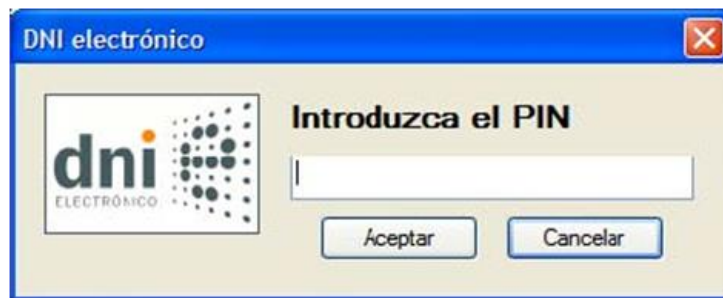 DNI electrónico
Introduzca el PIN
dni
ELECTRÓNICO
Aceptar
Cancelar